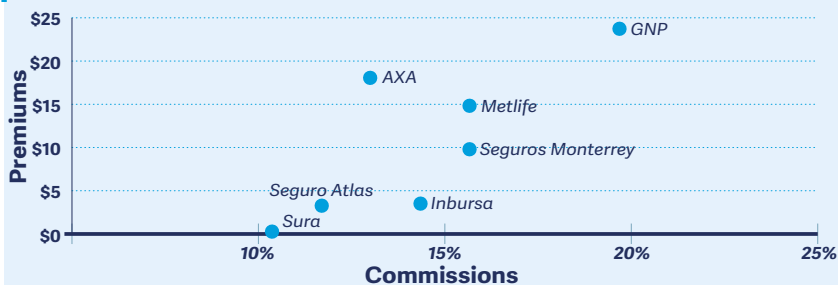 $25
GNP
$20
AXA
$15
Metlife
Premiums
$10
Seguros Monterrey
$5
Seguro Atlas
Inbursa
Sura
$0
10%
15%
20%
25%
Commissions